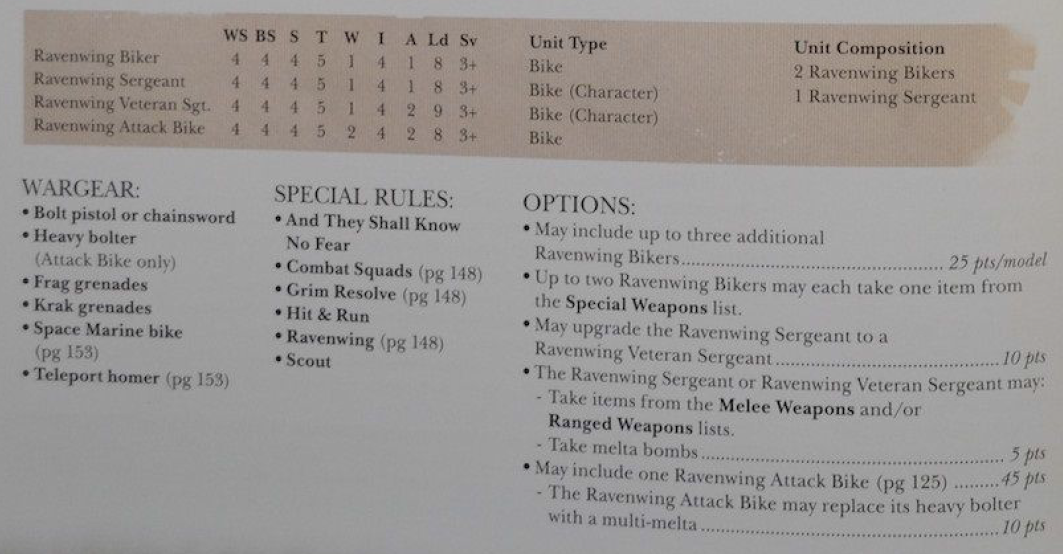 WS BS S T W I A Ld Sv Unit Type Unit Composition
Ravenwing Biker 4 4 4 5 1 4 1 8 3+ Bike 2 Ravenwing Bikers
Ravenwing Sergeant 4 4 4 5 1 4 1 8 3+ Bike (Character) 1 Ravenwing Sergeant
Ravenwing Veteran Sgt. 4 4 4 5 1 4 2 9 3+ Bike (Character)
Ravenwing Attack Bike 4 4 4 5 2 4 2 8 3+ Bike
WARGEAR:
• Bolt pistol or chainsword
• Heavy bolter
(Attack Bike only)
• Frag grenades
• Krak grenades
• Space Marine bike
(pg 153)
• Teleport homer (pg 153)
SPECIAL RULES:
• And They Shall Know
No Fear
• Combat Squads (pg 148)
• Grim Resolve (pg 148)
• Hit & Run
• Ravenwing (pg 148)
• Scout
OPTIONS:
• May include up to three additional
Ravenwing Bikers.......................................... 25 pts/model
• Up to two Ravenwing Bikers may each take one item from
the Special Weapons list.
• May upgrade the Ravenwing Sergeant to a
Ravenwing Veteran Sergeant ...................................... 10 pts
• The Ravenwing Sergeant or Ravenwing Veteran Sergeant may:
- Take items from the Melee Weapons and/or
Ranged Weapons lists.
- Take melta bombs .................................................. 5 pts
• May include one Ravenwing Attack Bike (pg 125) .........45 pts
- The Ravenwing Attack Bike may replace its heavy bolter
with a multi-melta .................................................. 10 pts